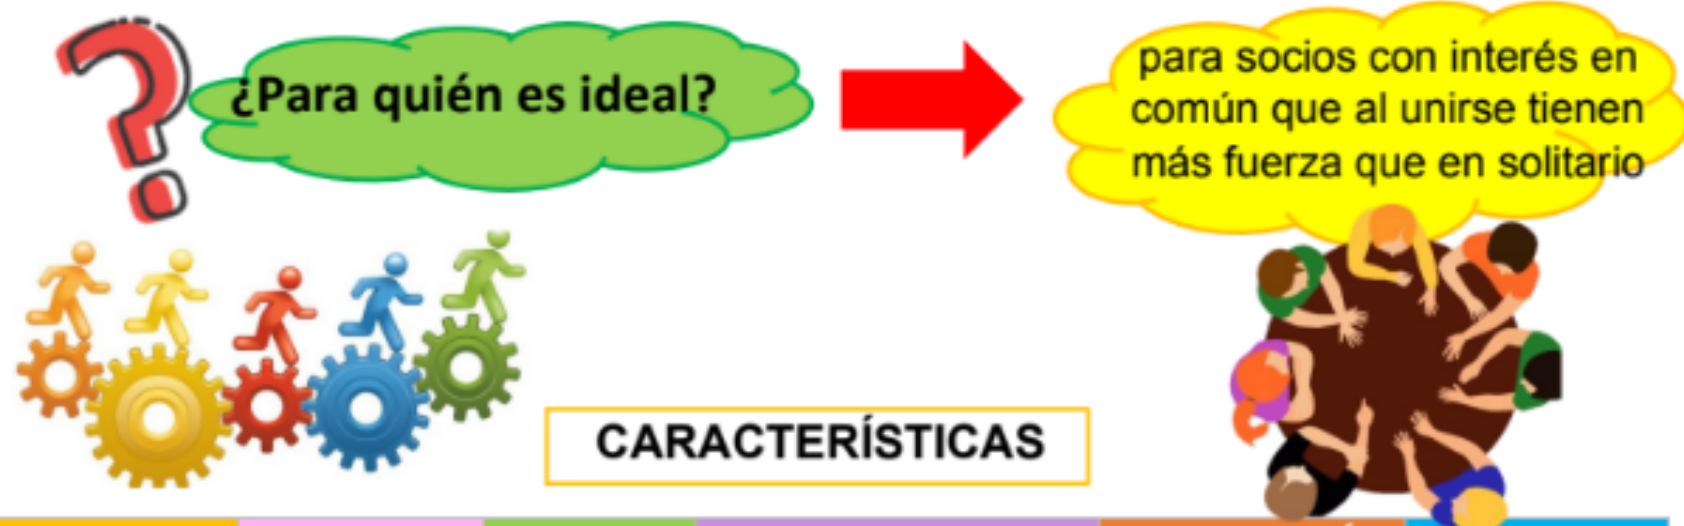 ¿Para quién es ideal?
para socios con interés en
común que al unirse tienen
más fuerza que en solitario
CARACTERÍSTICAS